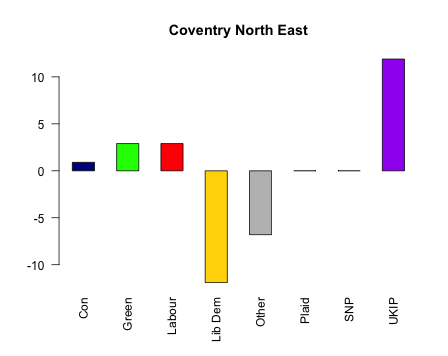 Coventry North East
10
5
0
-5
-10
Con
Green
Labour
Lib Dem
Other
Plaid
SNP
UKIP